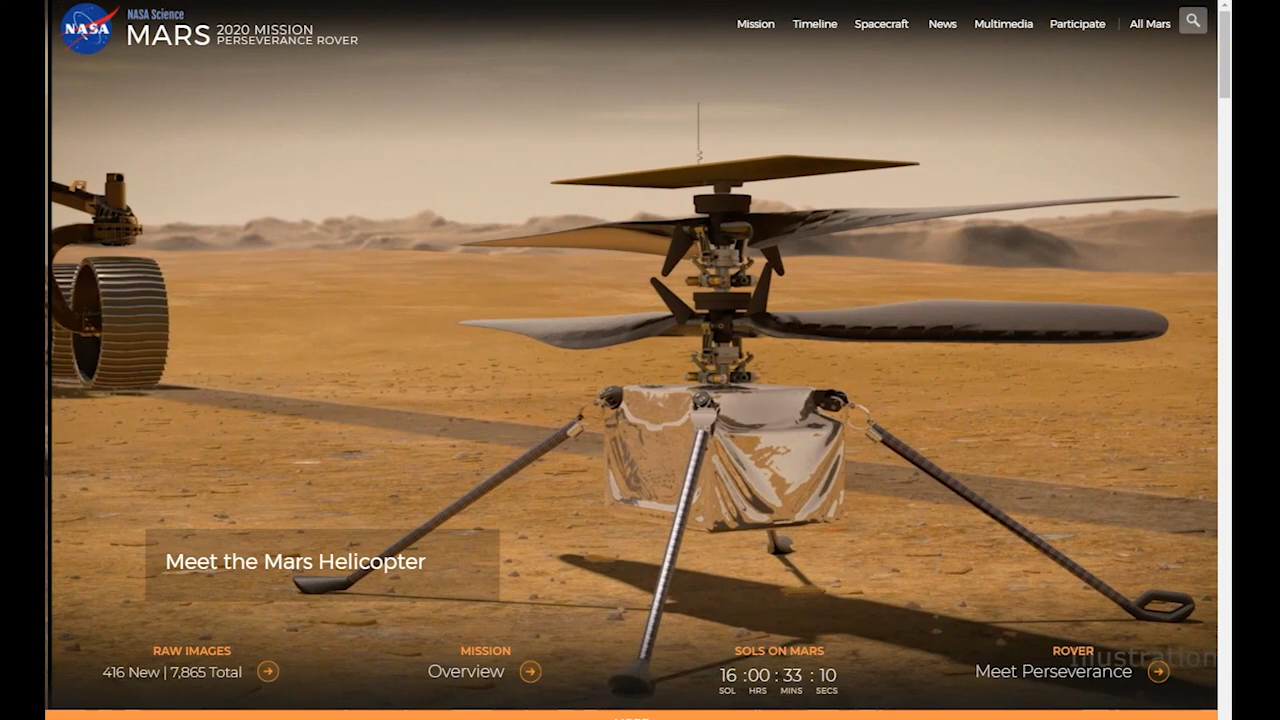 NASA
NASA Science
MARS 2020 MISSION
PERSEVERANCE ROVER
Mission Timeline Spacecraft News Multimedia Participate | All Mars
Meet the Mars Helicopter
RAW IMAGES
416 New | 7,865 Total
MISSION
Overview
SOLS ON MARS
16 : 00 : 33 : 10
SOL HRS MINS SECS
ROVER
Meet Perseverance
Illustration